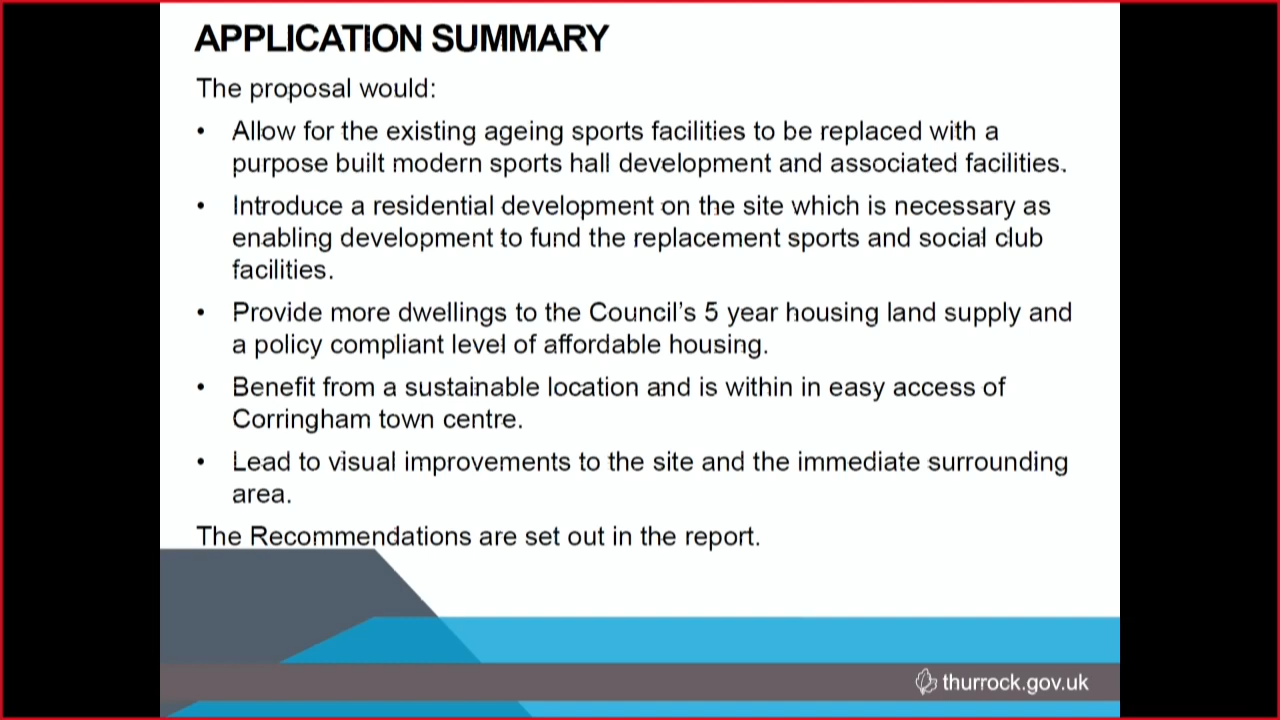 APPLICATION SUMMARY
The proposal would:
• Allow for the existing ageing sports facilities to be replaced with a
purpose built modern sports hall development and associated facilities.
• Introduce a residential development on the site which is necessary as
enabling development to fund the replacement sports and social club
facilities.
• Provide more dwellings to the Council's 5 year housing land supply and
a policy compliant level of affordable housing.
• Benefit from a sustainable location and is within in easy access of
Corringham town centre.
• Lead to visual improvements to the site and the immediate surrounding
area.
The Recommendations are set out in the report.
thurrock.gov.uk